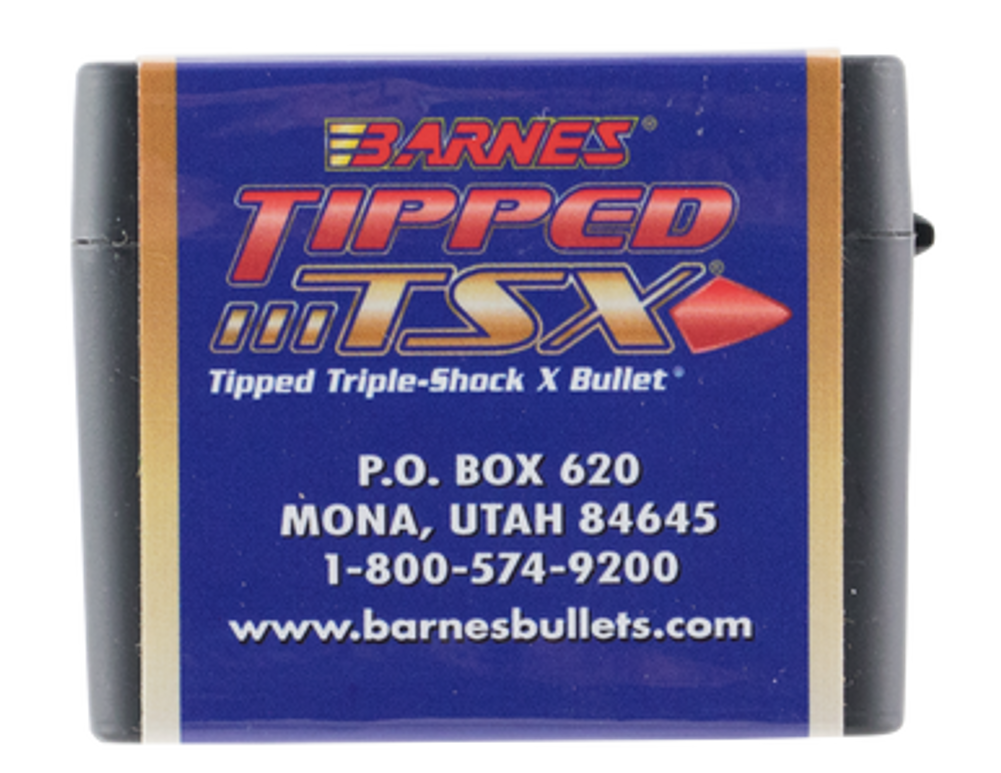 BARNES®
TIPPED
TSX®
Tipped Triple-Shock X Bullet®
P.O. BOX 620
MONA, UTAH 84645
1-800-574-9200
www.barnesbullets.com